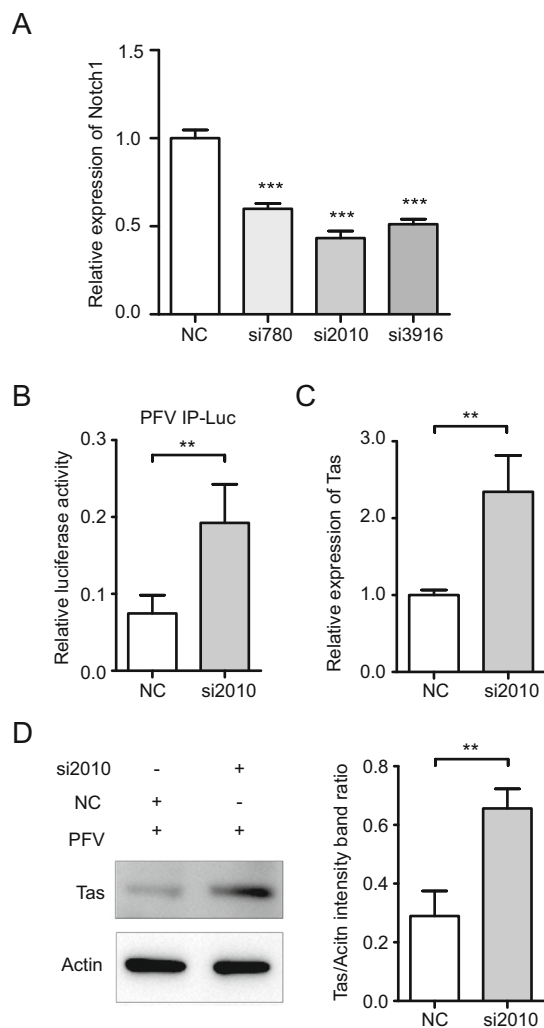 A
Relative expression of Notch1
1.5
1.0
0.5
0.0
***
***
***
NC si780 si2010 si3916
B
PFV IP-Luc
Relative luciferase activity
0.3
0.2
0.1
0.0
**
NC si2010
C
Relative expression of Tas
3.0
2.0
1.0
0.0
**
NC si2010
D
si2010 - +
NC + -
PFV + +
Tas
Actin
Tas/Acitn intensity band ratio
0.8
0.6
0.4
0.2
0.0
**
NC si2010